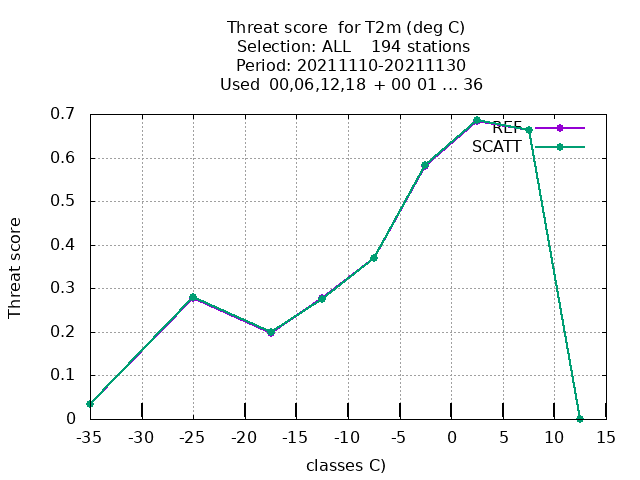 Threat score for T2m (deg C)
Selection: ALL 194 stations
Period: 20211110-20211130
Used 00,06,12,18 + 00 01 ... 36
0.7
0.6
0.5
0.4
0.3
0.2
0.1
0
Threat score
REF
SCATT
-35 -30 -25 -20 -15 -10 -5 0 5 10 15
classes C)